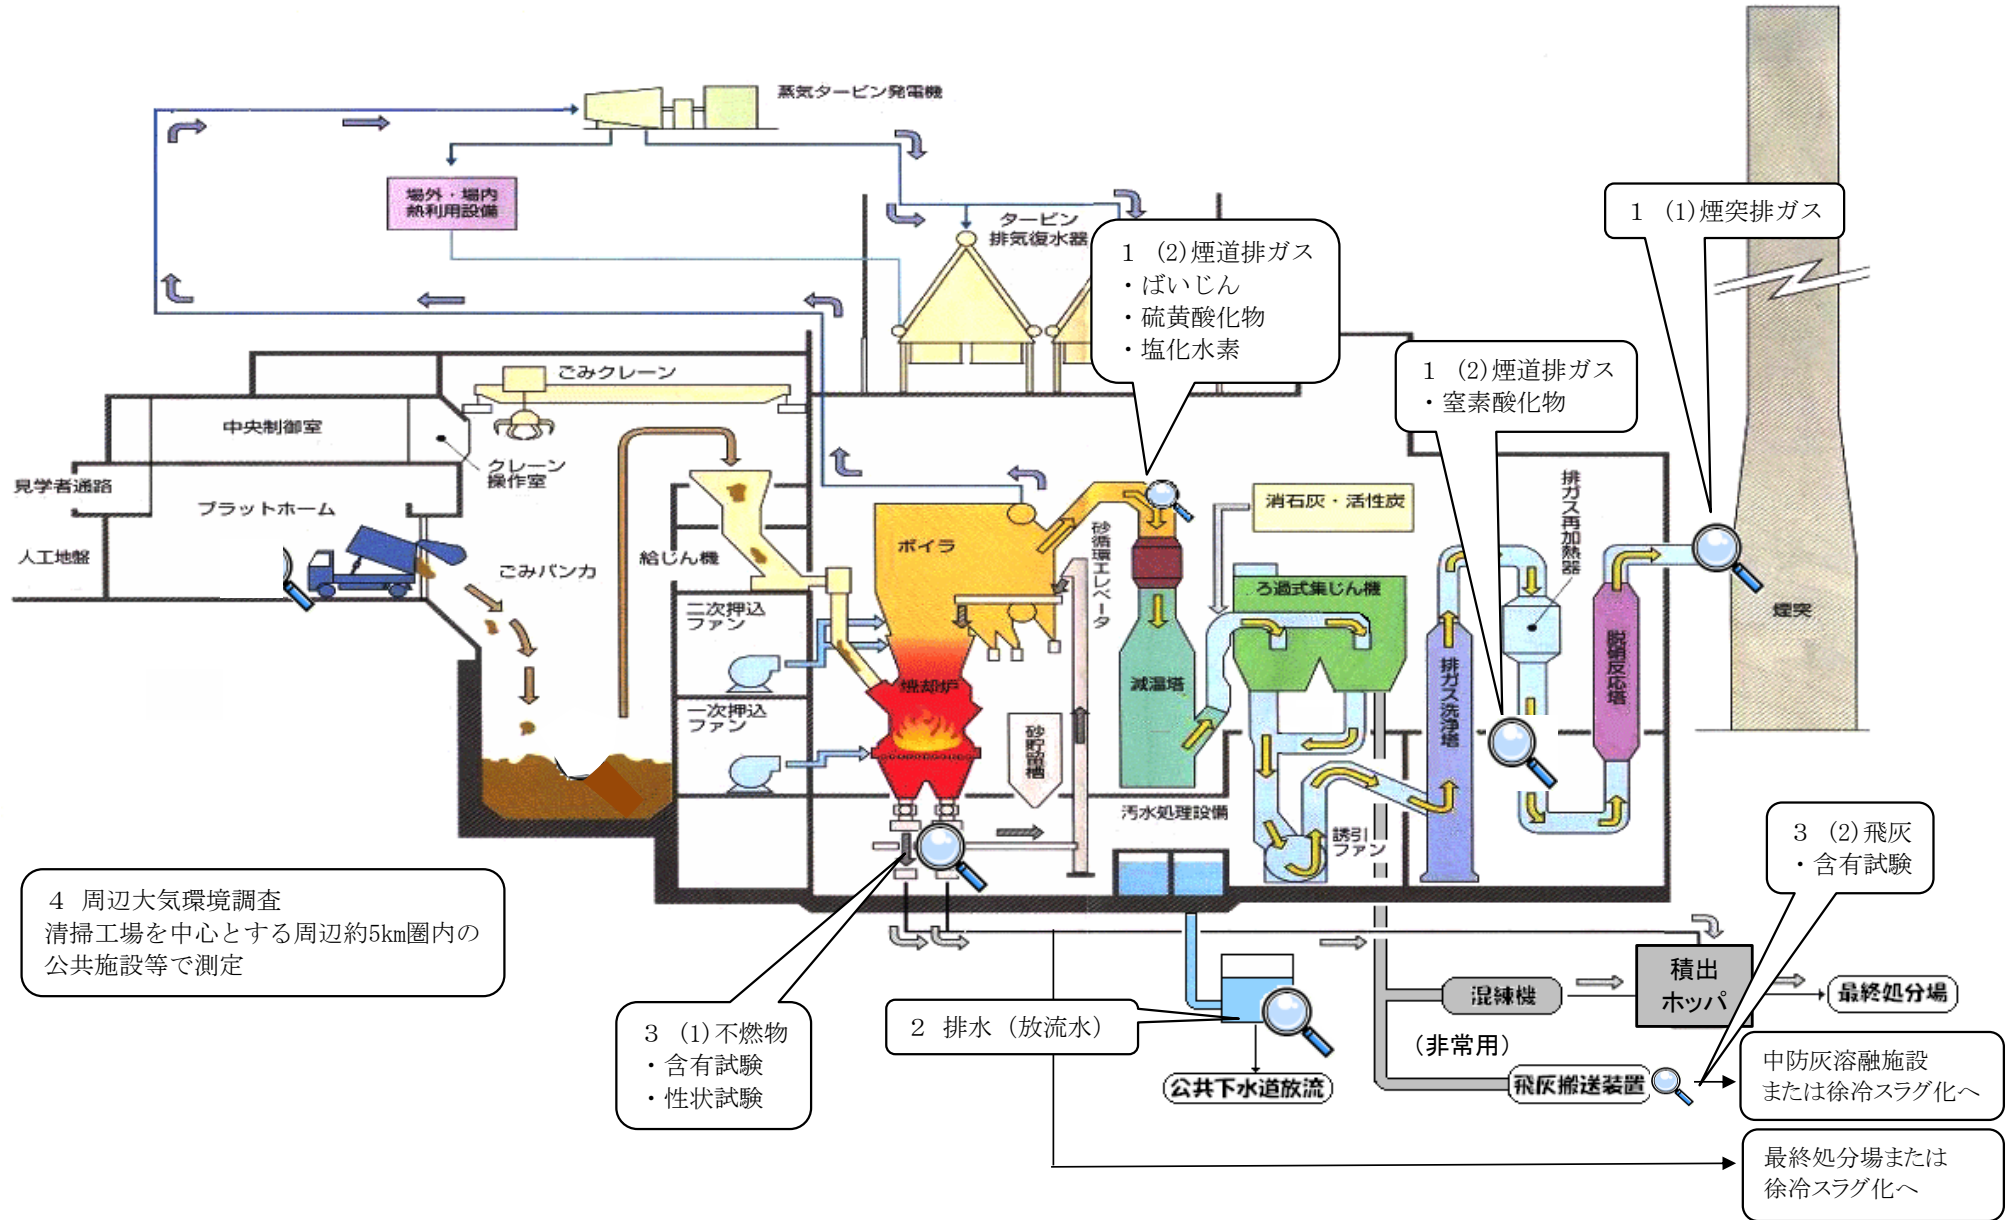 蒸気タービン発電機
場外・場内
熱利用設備
タービン
排気復水器
1 (1)煙突排ガス
1 (2)煙道排ガス
・ばいじん
・硫黄酸化物
・塩化水素
1 (2)煙道排ガス
・窒素酸化物
ごみクレーン
中央制御室
クレーン
操作室
見学者通路
プラットホーム
人工地盤
ごみバンカ
給じん機
二次押込
ファン
一次押込
ファン
ボイラ
焼却炉
砂貯留槽
砂循環エレベータ
減温塔
消石灰・活性炭
ろ過式集じん機
排ガス洗浄塔
排ガス再加熱器
脱硝反応塔
煙突
汚水処理設備
誘引
ファン
3 (2)飛灰
・含有試験
4 周辺大気環境調査
清掃工場を中心とする周辺約5km圏内の
公共施設等で測定
3 (1)不燃物
・含有試験
・性状試験
2 排水（放流水）
公共下水道放流
混練機
（非常用）
積出
ホッパ
最終処分場
飛灰搬送装置
中防灰溶融施設
または徐冷スラグ化へ
最終処分場または
徐冷スラグ化へ